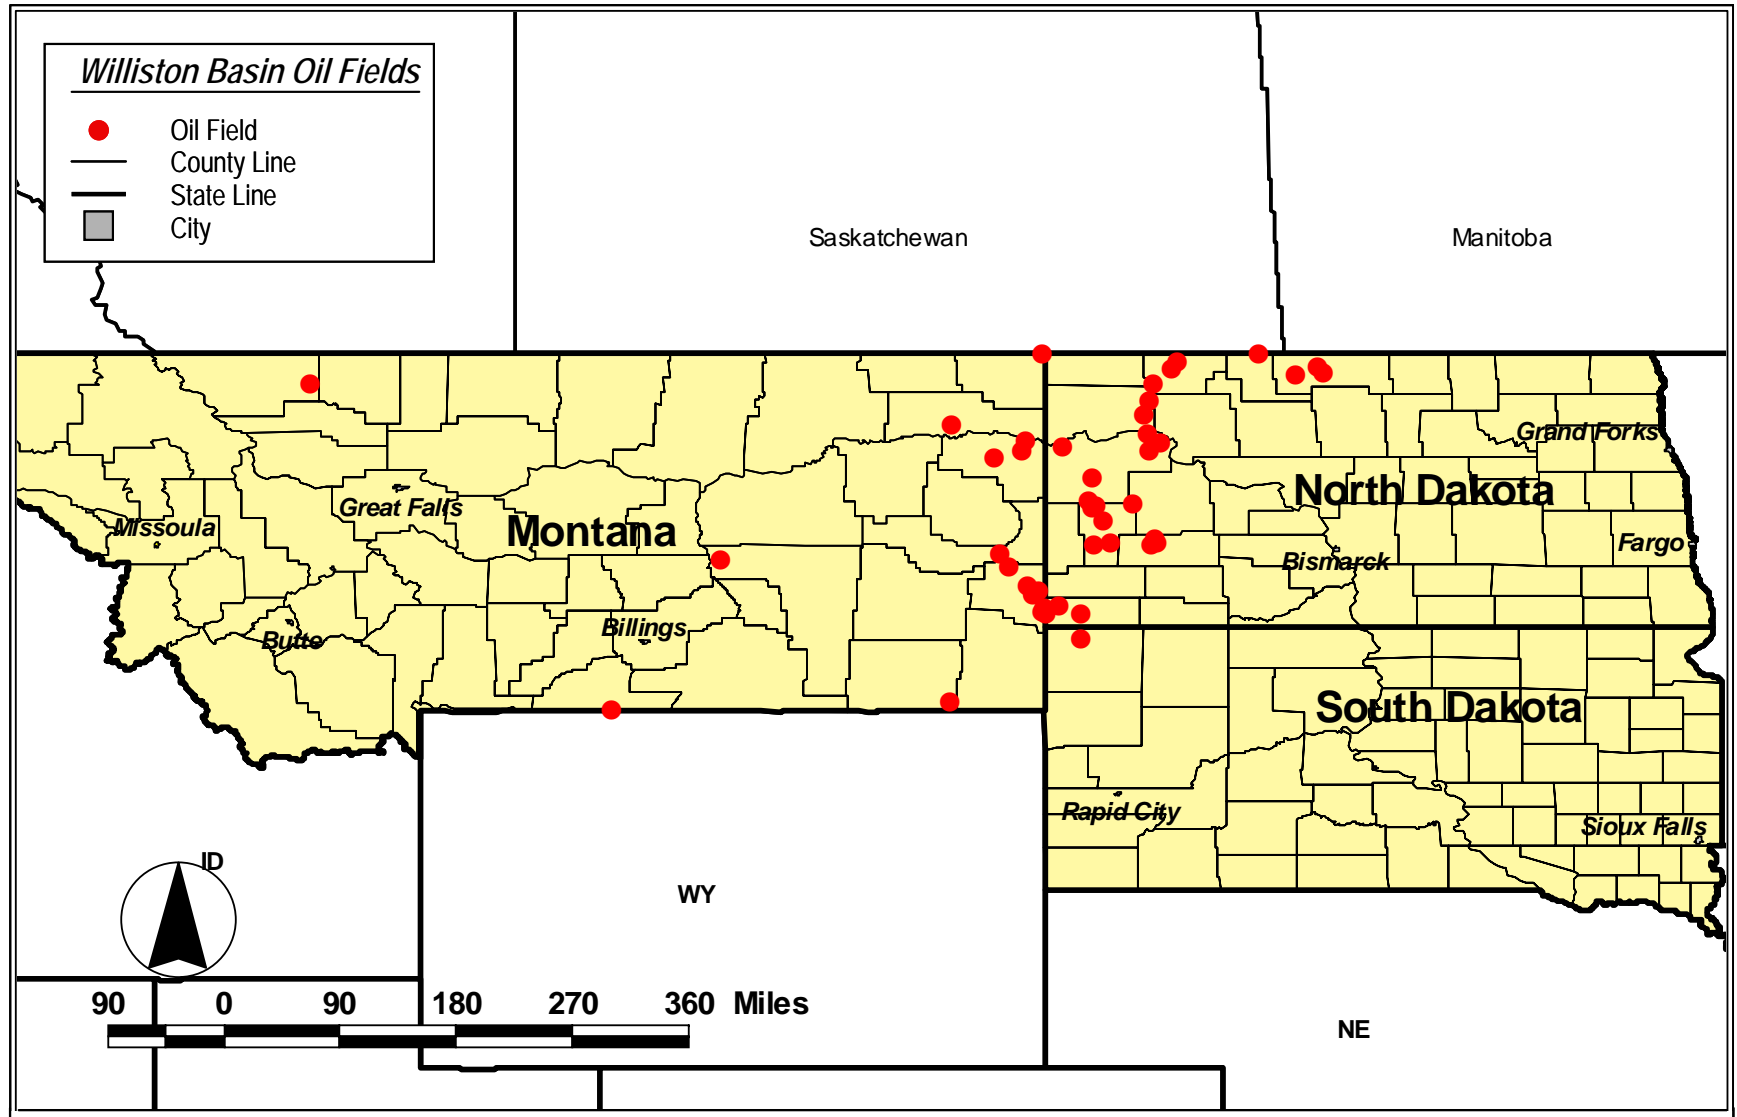 Williston Basin Oil Fields
Oil Field
County Line
State Line
City
Saskatchewan
Manitoba
Grand Forks
North Dakota
Great Falls
Montana
Missoula
Fargo
Bismarck
Billings
Butte
South Dakota
Rapid City
Sioux Falls
ID
WY
90 0 90 180 270 360 Miles
NE